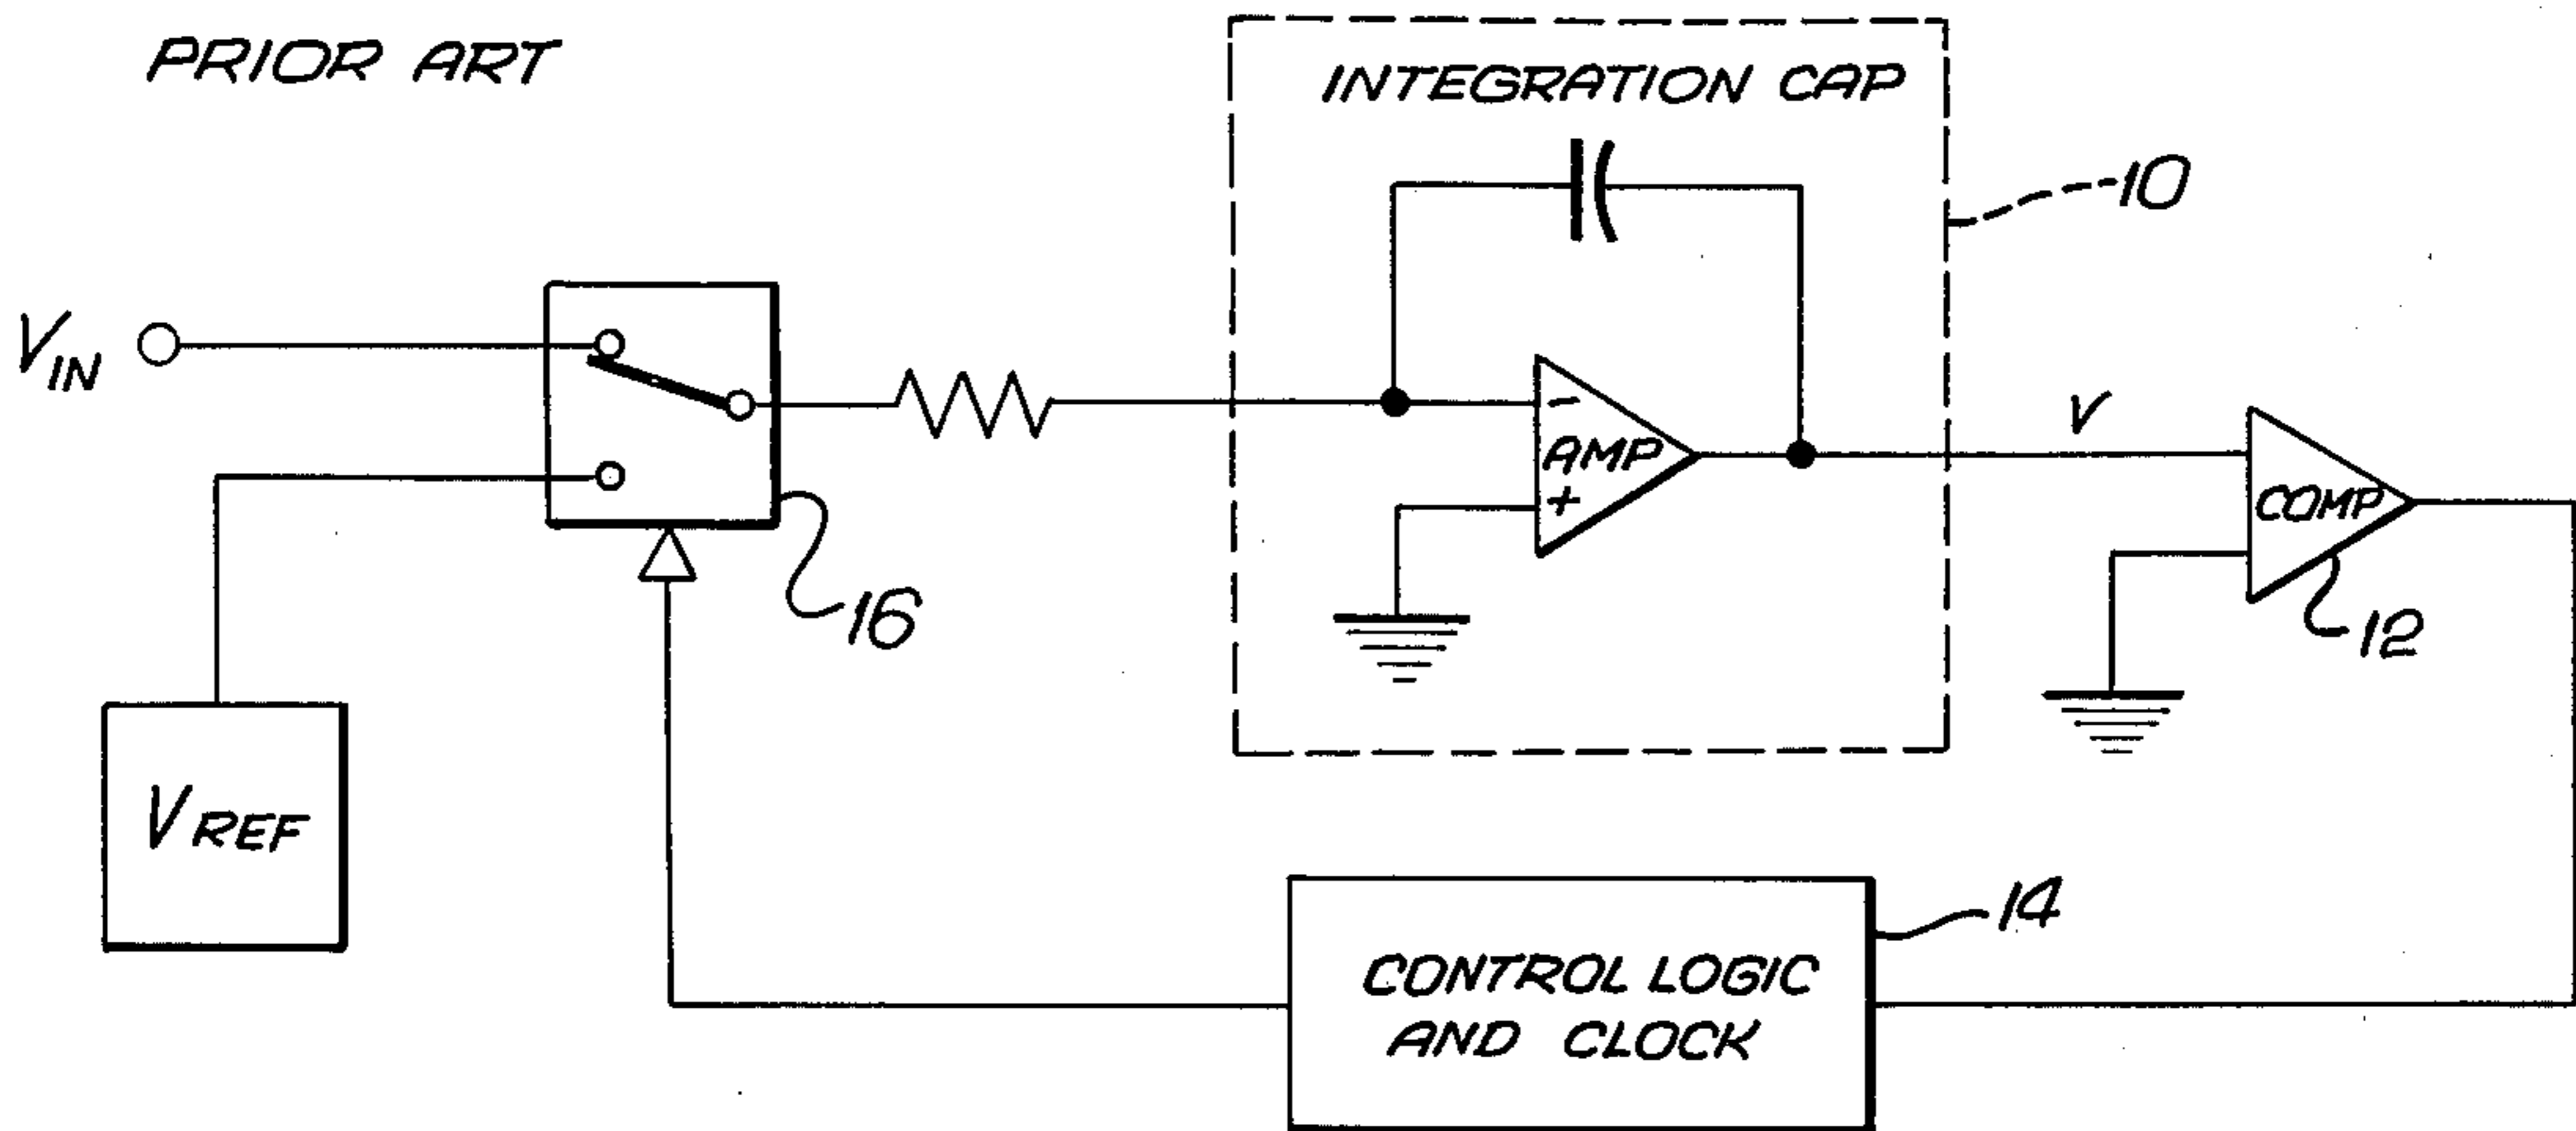 PRIOR ART
INTEGRATION CAP
10
VIN
-
AMP
+
V
COMP
16
12
VREF
14
CONTROL LOGIC
AND CLOCK